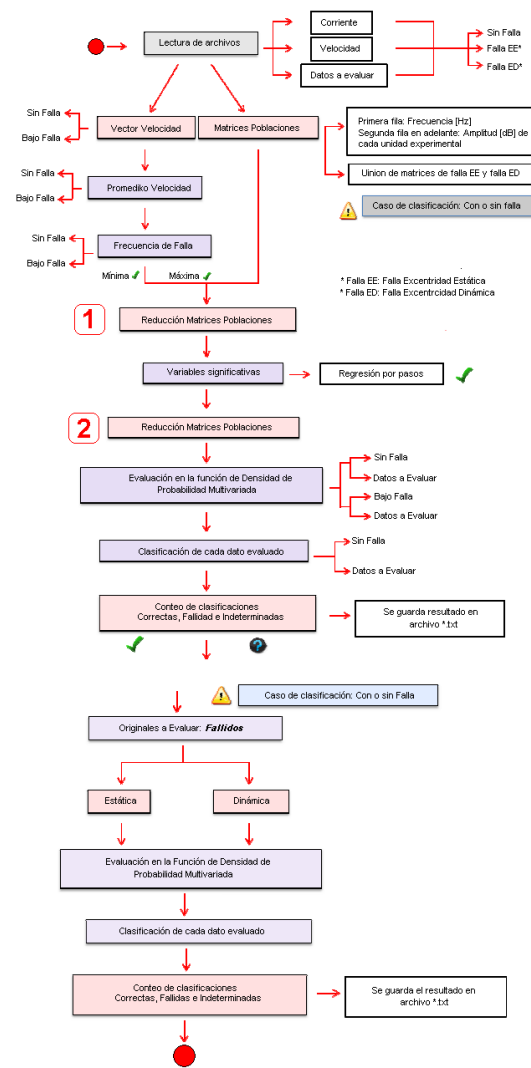 Corriente
Lectura de archivos
Velocidad
Datos a evaluar
Sin Falla
Falla EE*
Falla ED*
Sin Falla
Bajo Falla
Vector Velocidad
Matrices Poblaciones
Primera fila: Frecuencia [Hz]
Segunda fila en adelante: Amplitud [dB] de
cada unidad experimental
Uinion de matrices de falla EE y falla ED
Caso de clasificación: Con o sin falla
Sin Falla
Bajo Falla
Promediko Velocidad
Sin Falla
Bajo Falla
Frecuencia de Falla
Mínima
Máxima
* Falla EE: Falla Excentridad Estática
* Falla ED: Falla Excentrcidad Dinámica
1
Reducción Matrices Poblaciones
Variables significativas
Regresión por pasos
2
Reducción Matrices Poblaciones
Evaluación en la función de Densidad de
Probabilidad Multivariada
Sin Falla
Datos a Evaluar
Bajo Falla
Datos a Evaluar
Clasificación de cada dato evaluado
Sin Falla
Datos a Evaluar
Conteo de clasificaciones
Correctas, Fallidad e Indeterminadas
Se guarda resultado en
archivo *.txt
?
Caso de clasificación: Con o sin Falla
Originales a Evaluar: Fallidos
Estática
Dinámica
Evaluación en la Función de Densidad de
Probabilidad Multivariada
Clasificación de cada dato evaluado
Conteo de clasificaciones
Correctas, Fallidas e Indeterminadas
Se guarda el resultado en
archivo *.txt